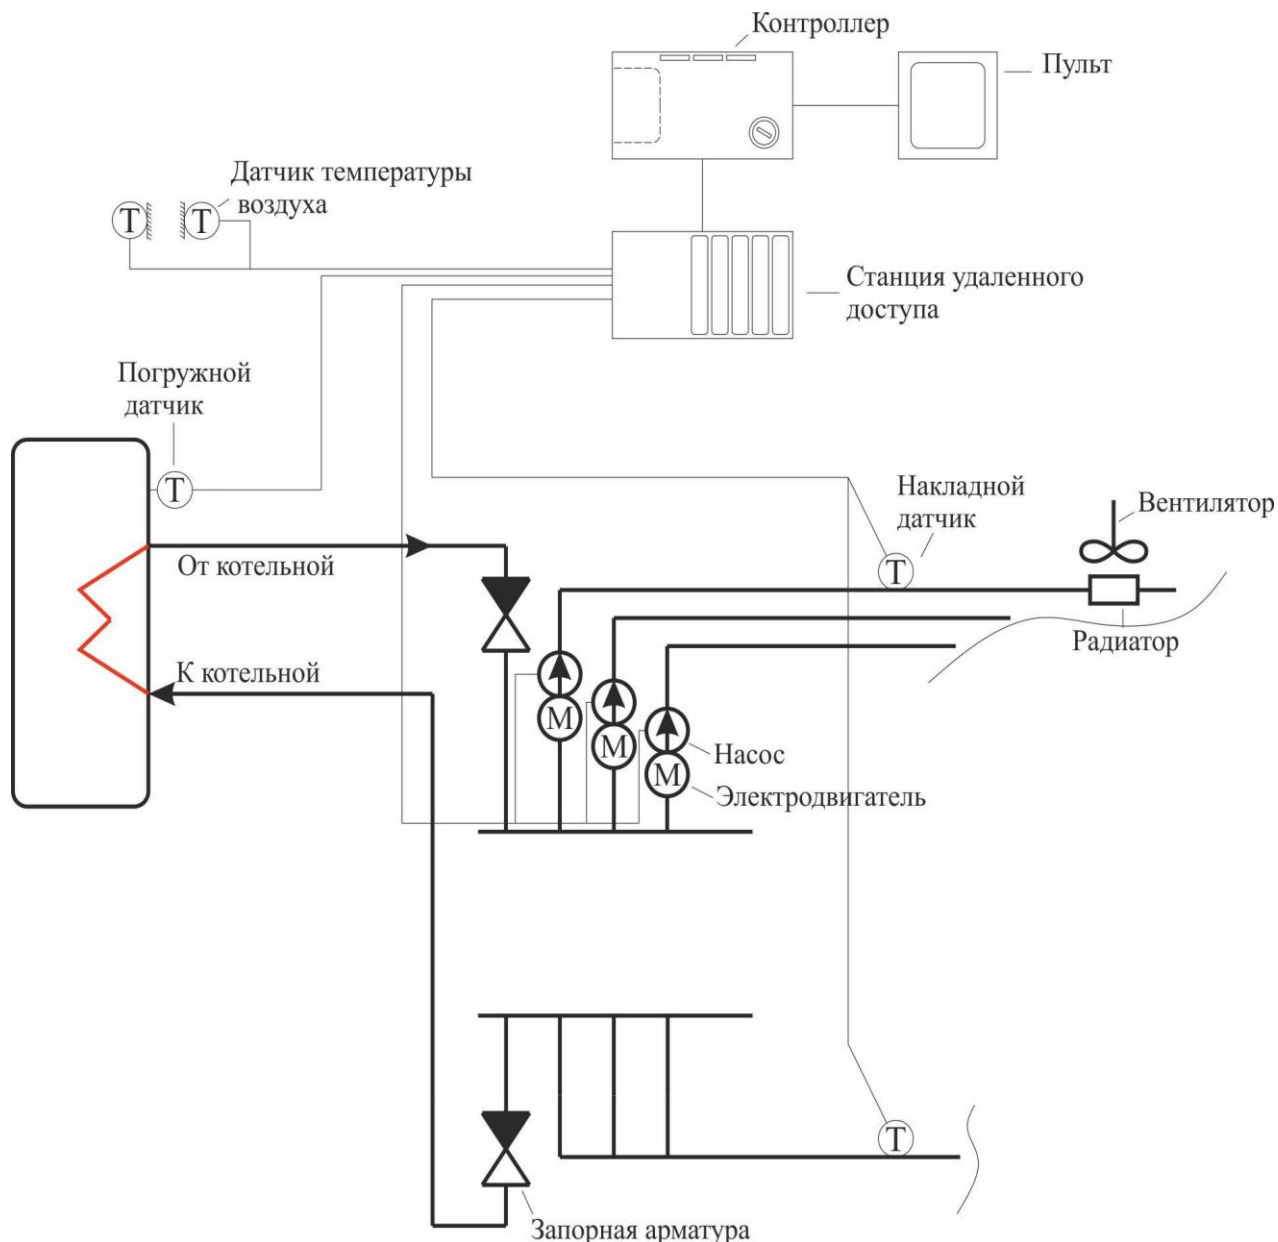 Контроллер
Пульт
Датчик температуры
воздуха
Т
Т
Станция удаленного
доступа
Погружной
датчик
Т
Накладной
датчик
Вентилятор
От котельной
Т
Радиатор
К котельной
М
М
Насос
М
Электродвигатель
Т
Запорная арматура